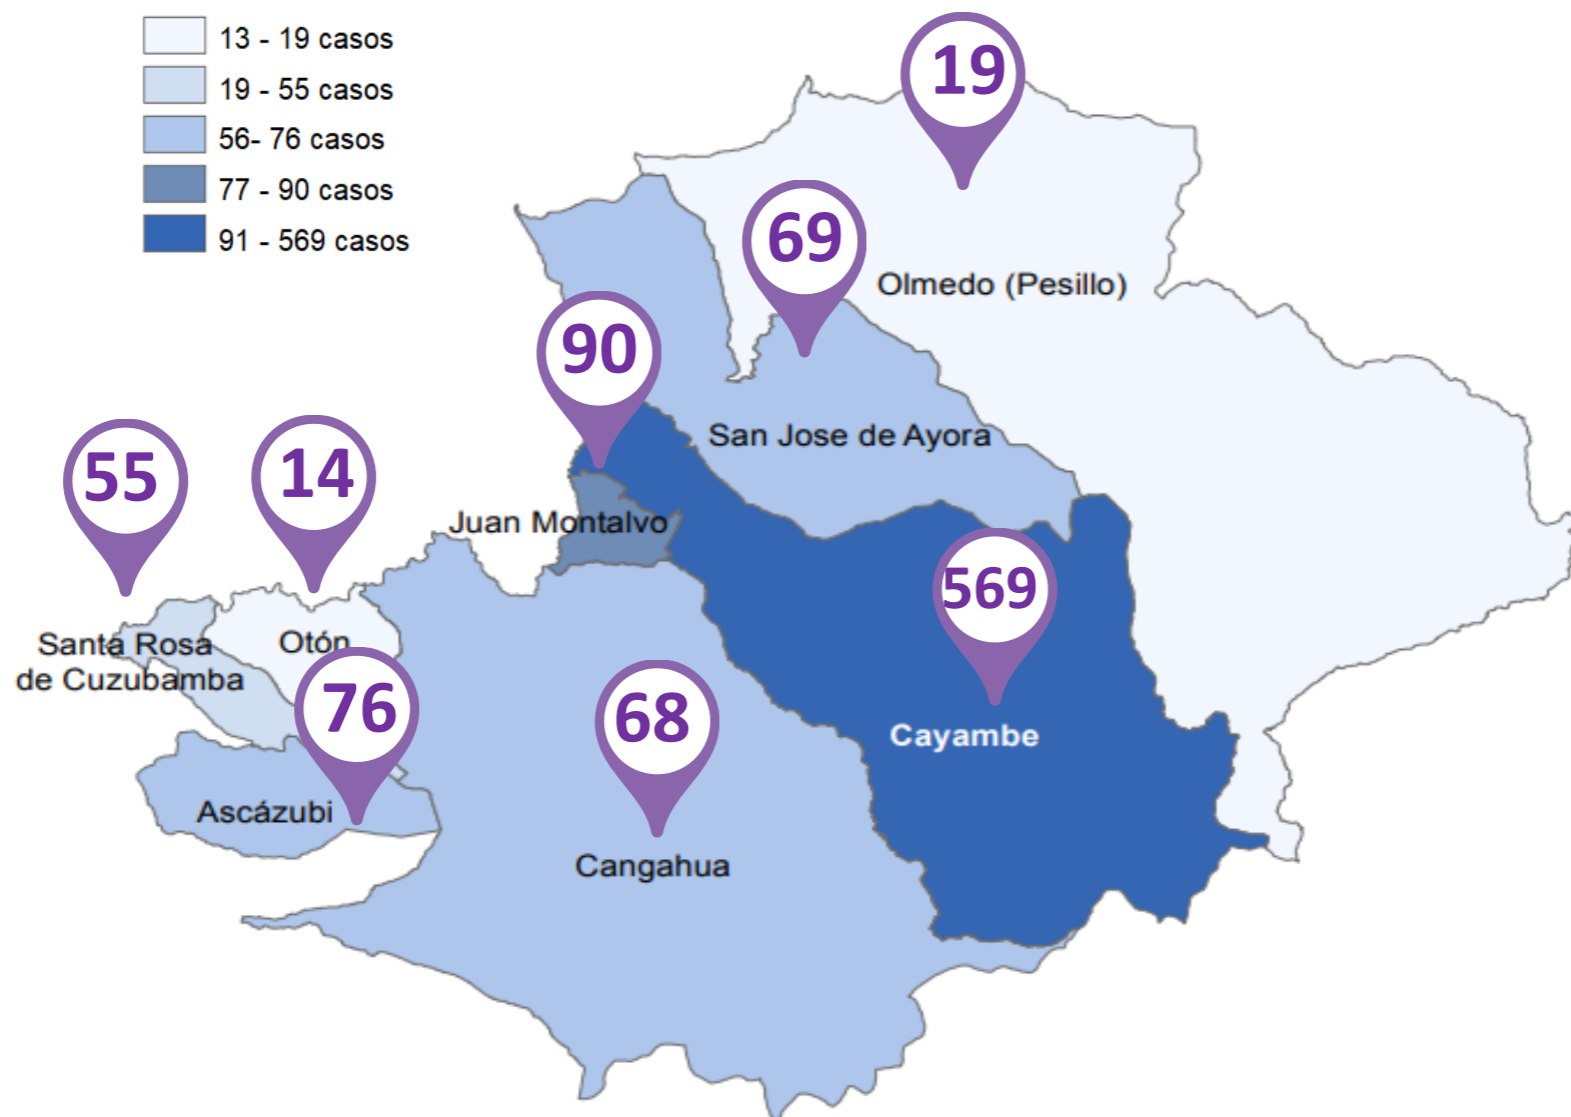 13 - 19 casos
19 - 55 casos
56- 76 casos
77 - 90 casos
91 - 569 casos
19
69
Olmedo (Pesillo)
90
San Jose de Ayora
55
14
Juan Montalvo
569
Santa Rosa
de Cuzubamba
Otón
76
68
Cayambe
Ascázubi
Cangahua